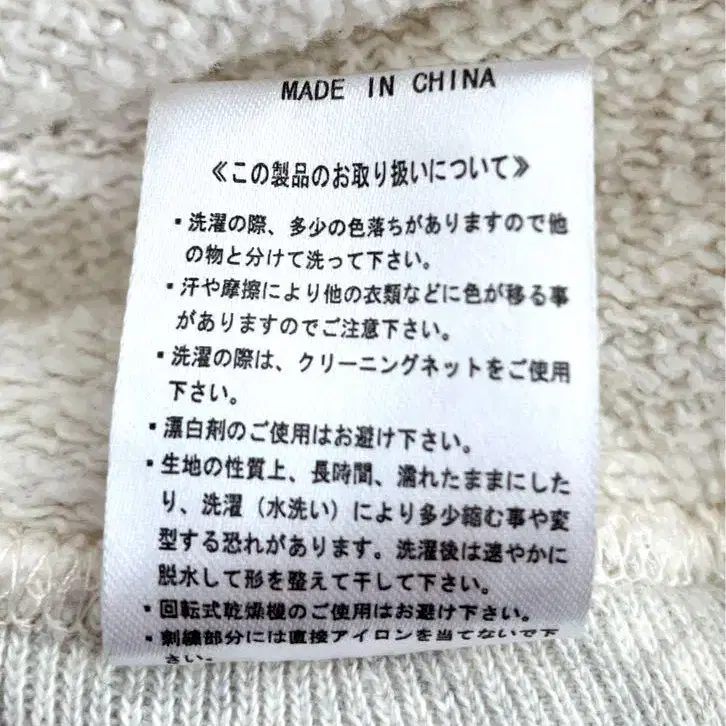 MADE IN CHINA
≪この製品のお取り扱いについて≫
▪洗濯の際、多少の色落ちがありますので他
の物と分けて洗って下さい。
▪汗や摩擦により他の衣類などに色が移る事
がありますのでご注意下さい。
▪洗濯の際は、クリーニングネットをご使用
下さい。
▪漂白剤のご使用はお避け下さい。
▪生地の性質上、長時間、濡れたままにした
り、洗濯（水洗い）により多少縮む事や変
型する恐れがあります。洗濯後は速やかに
脱水して形を整えて干して下さい。
▪回転式乾燥機のご使用はお避け下さい。
▪刺繍部分には直接アイロンを当てないで下
さい。